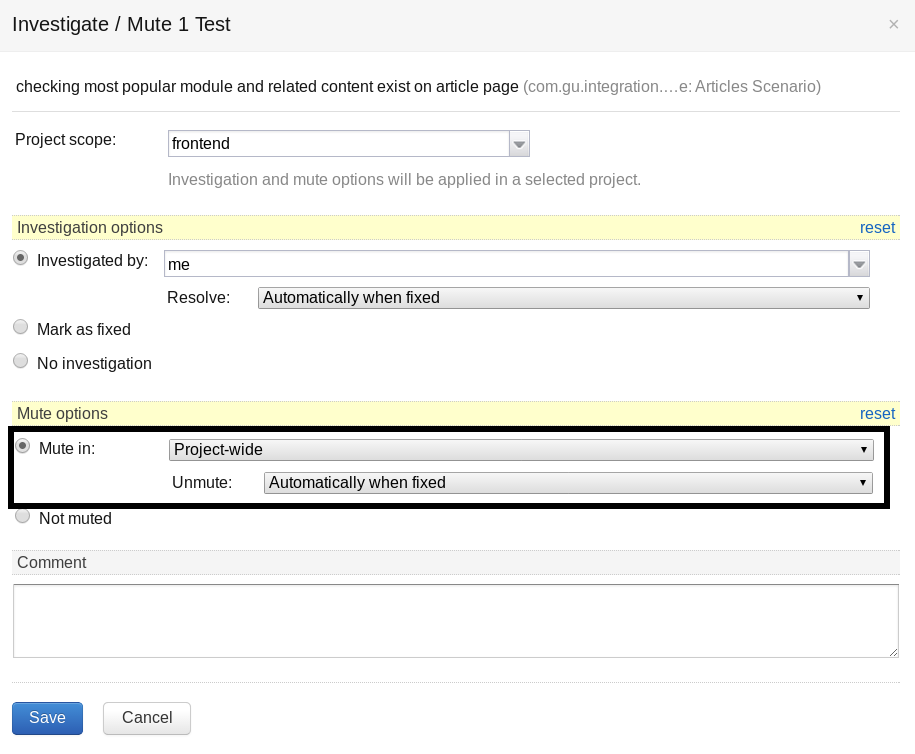 Investigate / Mute 1 Test ×
checking most popular module and related content exist on article page (com.gu.integration.…e: Articles Scenario)
Project scope: frontend
Investigation and mute options will be applied in a selected project.
Investigation options reset
Investigated by: me
Resolve: Automatically when fixed
Mark as fixed
No investigation
Mute options reset
Mute in: Project-wide
Unmute: Automatically when fixed
Not muted
Comment
Save Cancel